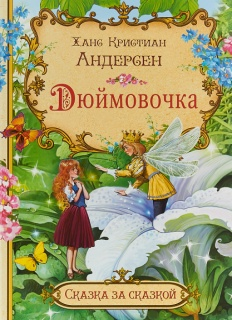 Ханс Кристиан
Андерсен
Дюймовочка
Сказка за сказкой